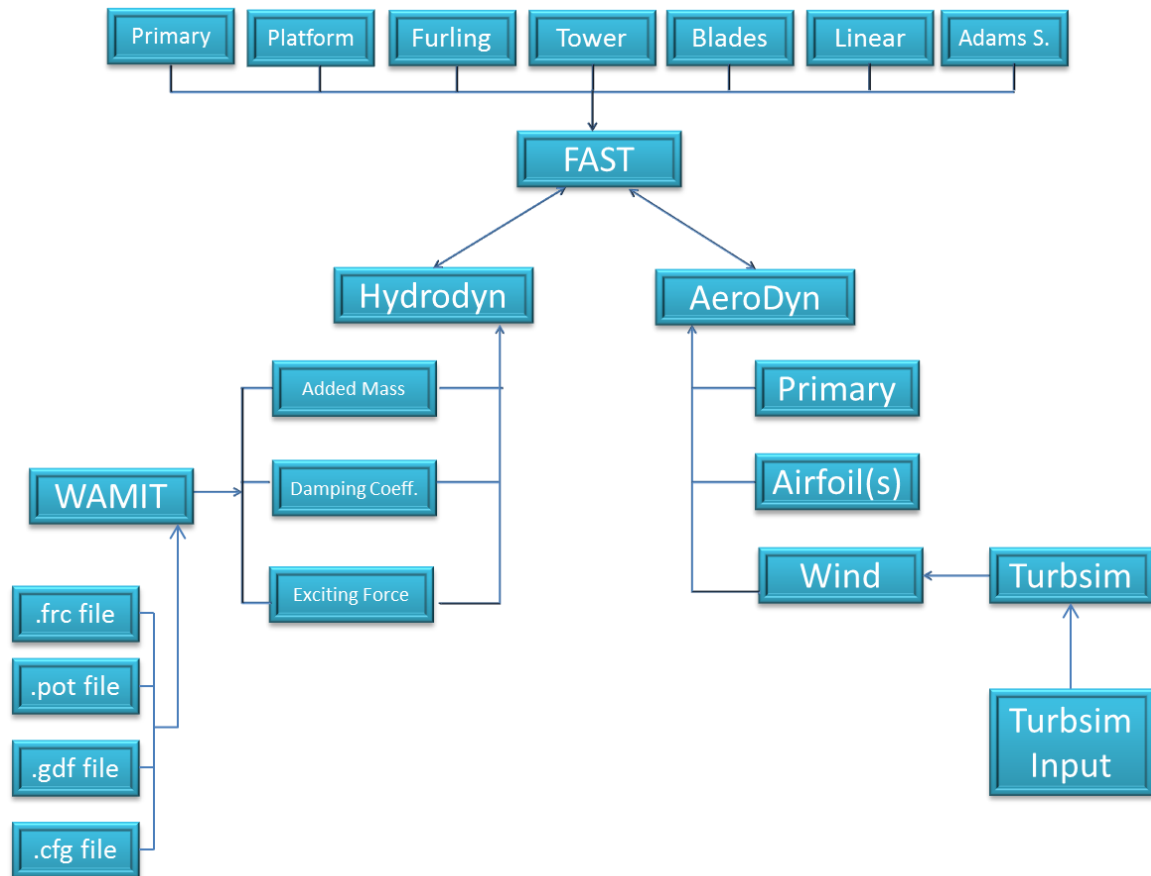 Primary
Platform
Furling
Tower
Blades
Linear
Adams S.
FAST
Hydrodyn
AeroDyn
Added Mass
Primary
WAMIT
Damping Coeff.
Airfoil(s)
Exciting Force
Wind
Turbsim
.frc file
.pot file
.gdf file
.cfg file
Turbsim
Input